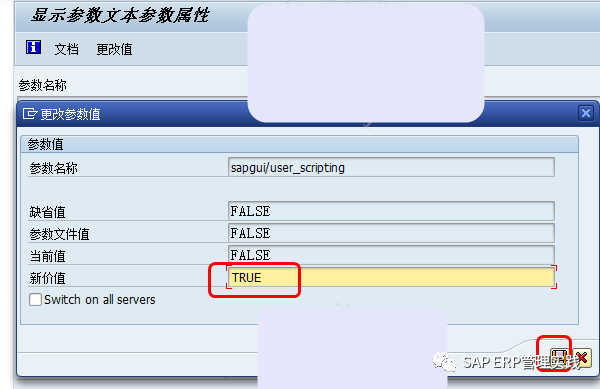 显示参数文本参数属性
文档 更改值
参数名称
更改参数值
参数值
参数名称 sapgui/user_scripting
缺省值 FALSE
参数文件值 FALSE
当前值 FALSE
新价值 TRUE
Switch on all servers
SAP ERP管理实践